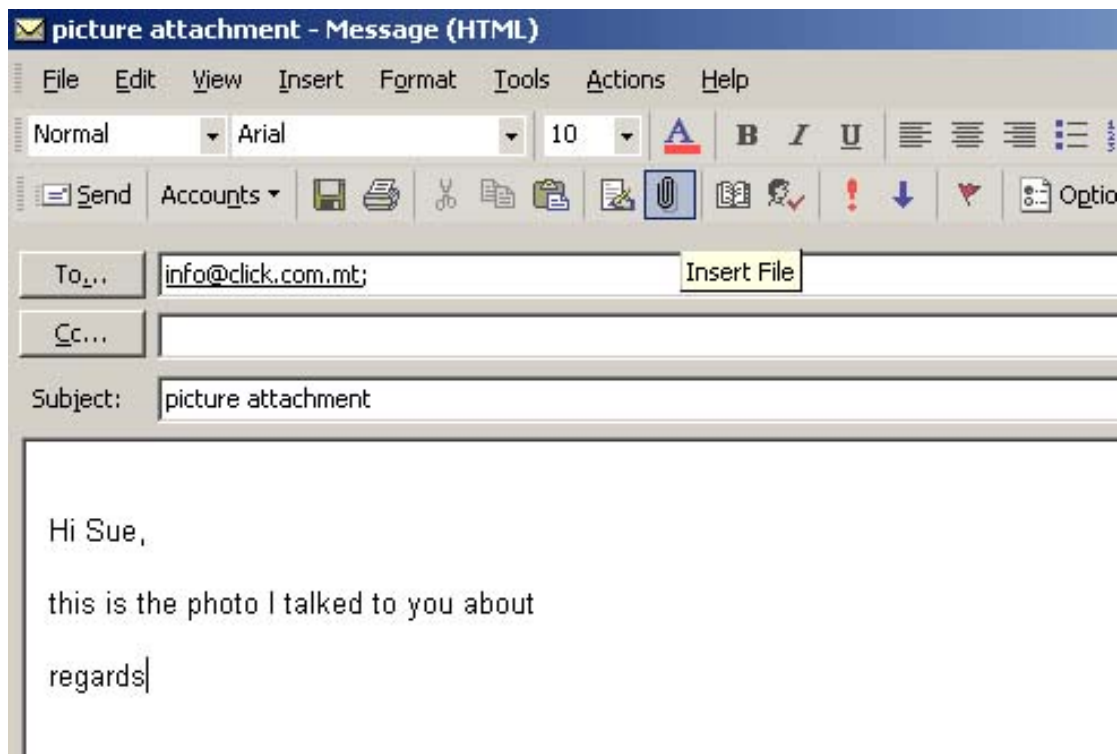 picture attachment - Message (HTML)
File Edit View Insert Format Tools Actions Help
Normal Arial 10 A B I U
Send Accounts Optio
To... info@click.com.mt;
Insert File
Cc...
Subject: picture attachment
Hi Sue,
this is the photo I talked to you about
regards